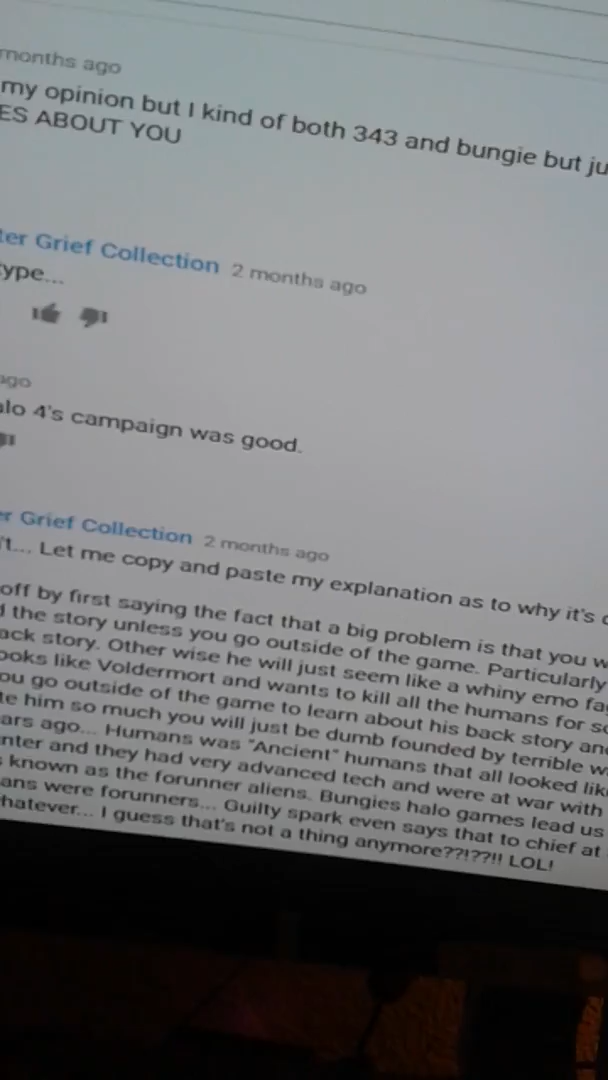 months ago
my opinion but I kind of both 343 and bungie but ju
ES ABOUT YOU
ter Grief Collection 2 months ago
type...
ago
alo 4's campaign was good.
er Grief Collection 2 months ago
't... Let me copy and paste my explanation as to why it's
off by first saying the fact that a big problem is that you w
the story unless you go outside of the game. Particularly
ack story. Other wise he will just seem like a whiny emo fa
ooks like Voldermort and wants to kill all the humans for s
ou go outside of the game to learn about his back story an
te him so much you will just be dumb founded by terrible w
ars ago... Humans was "Ancient" humans that all looked lik
nter and they had very advanced tech and were at war with
s known as the forunner aliens. Bungies halo games lead us
ans were forunners... Guilty spark even says that to chief at
hatever... I guess that's not a thing anymore??!??!! LOL!